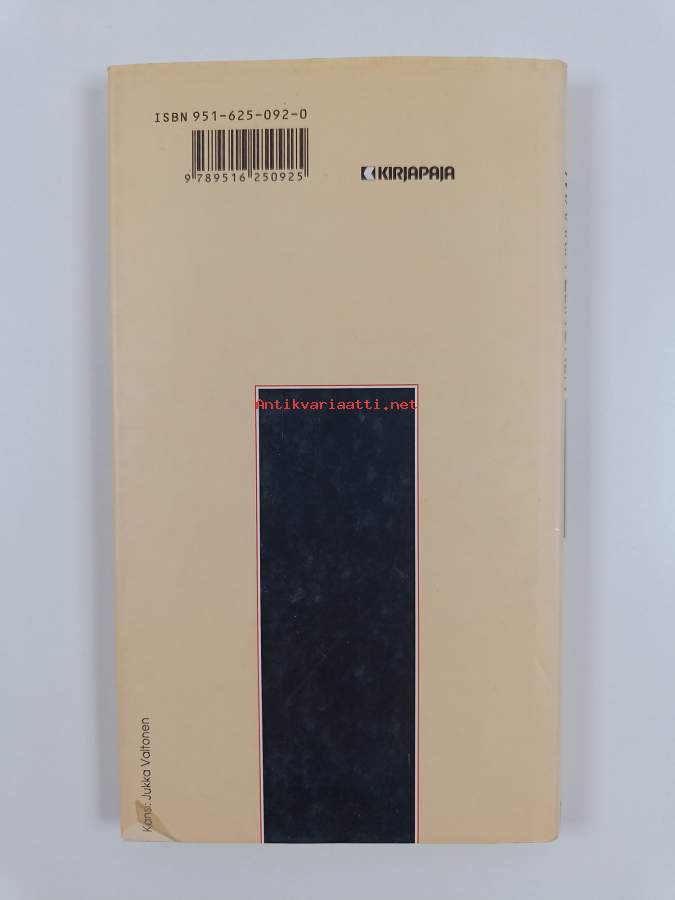 ISBN 951-625-092-0
9 789516 250925
KIRJAPAJA
Antikvariaatti.net
Kansi: Jukka Valtonen